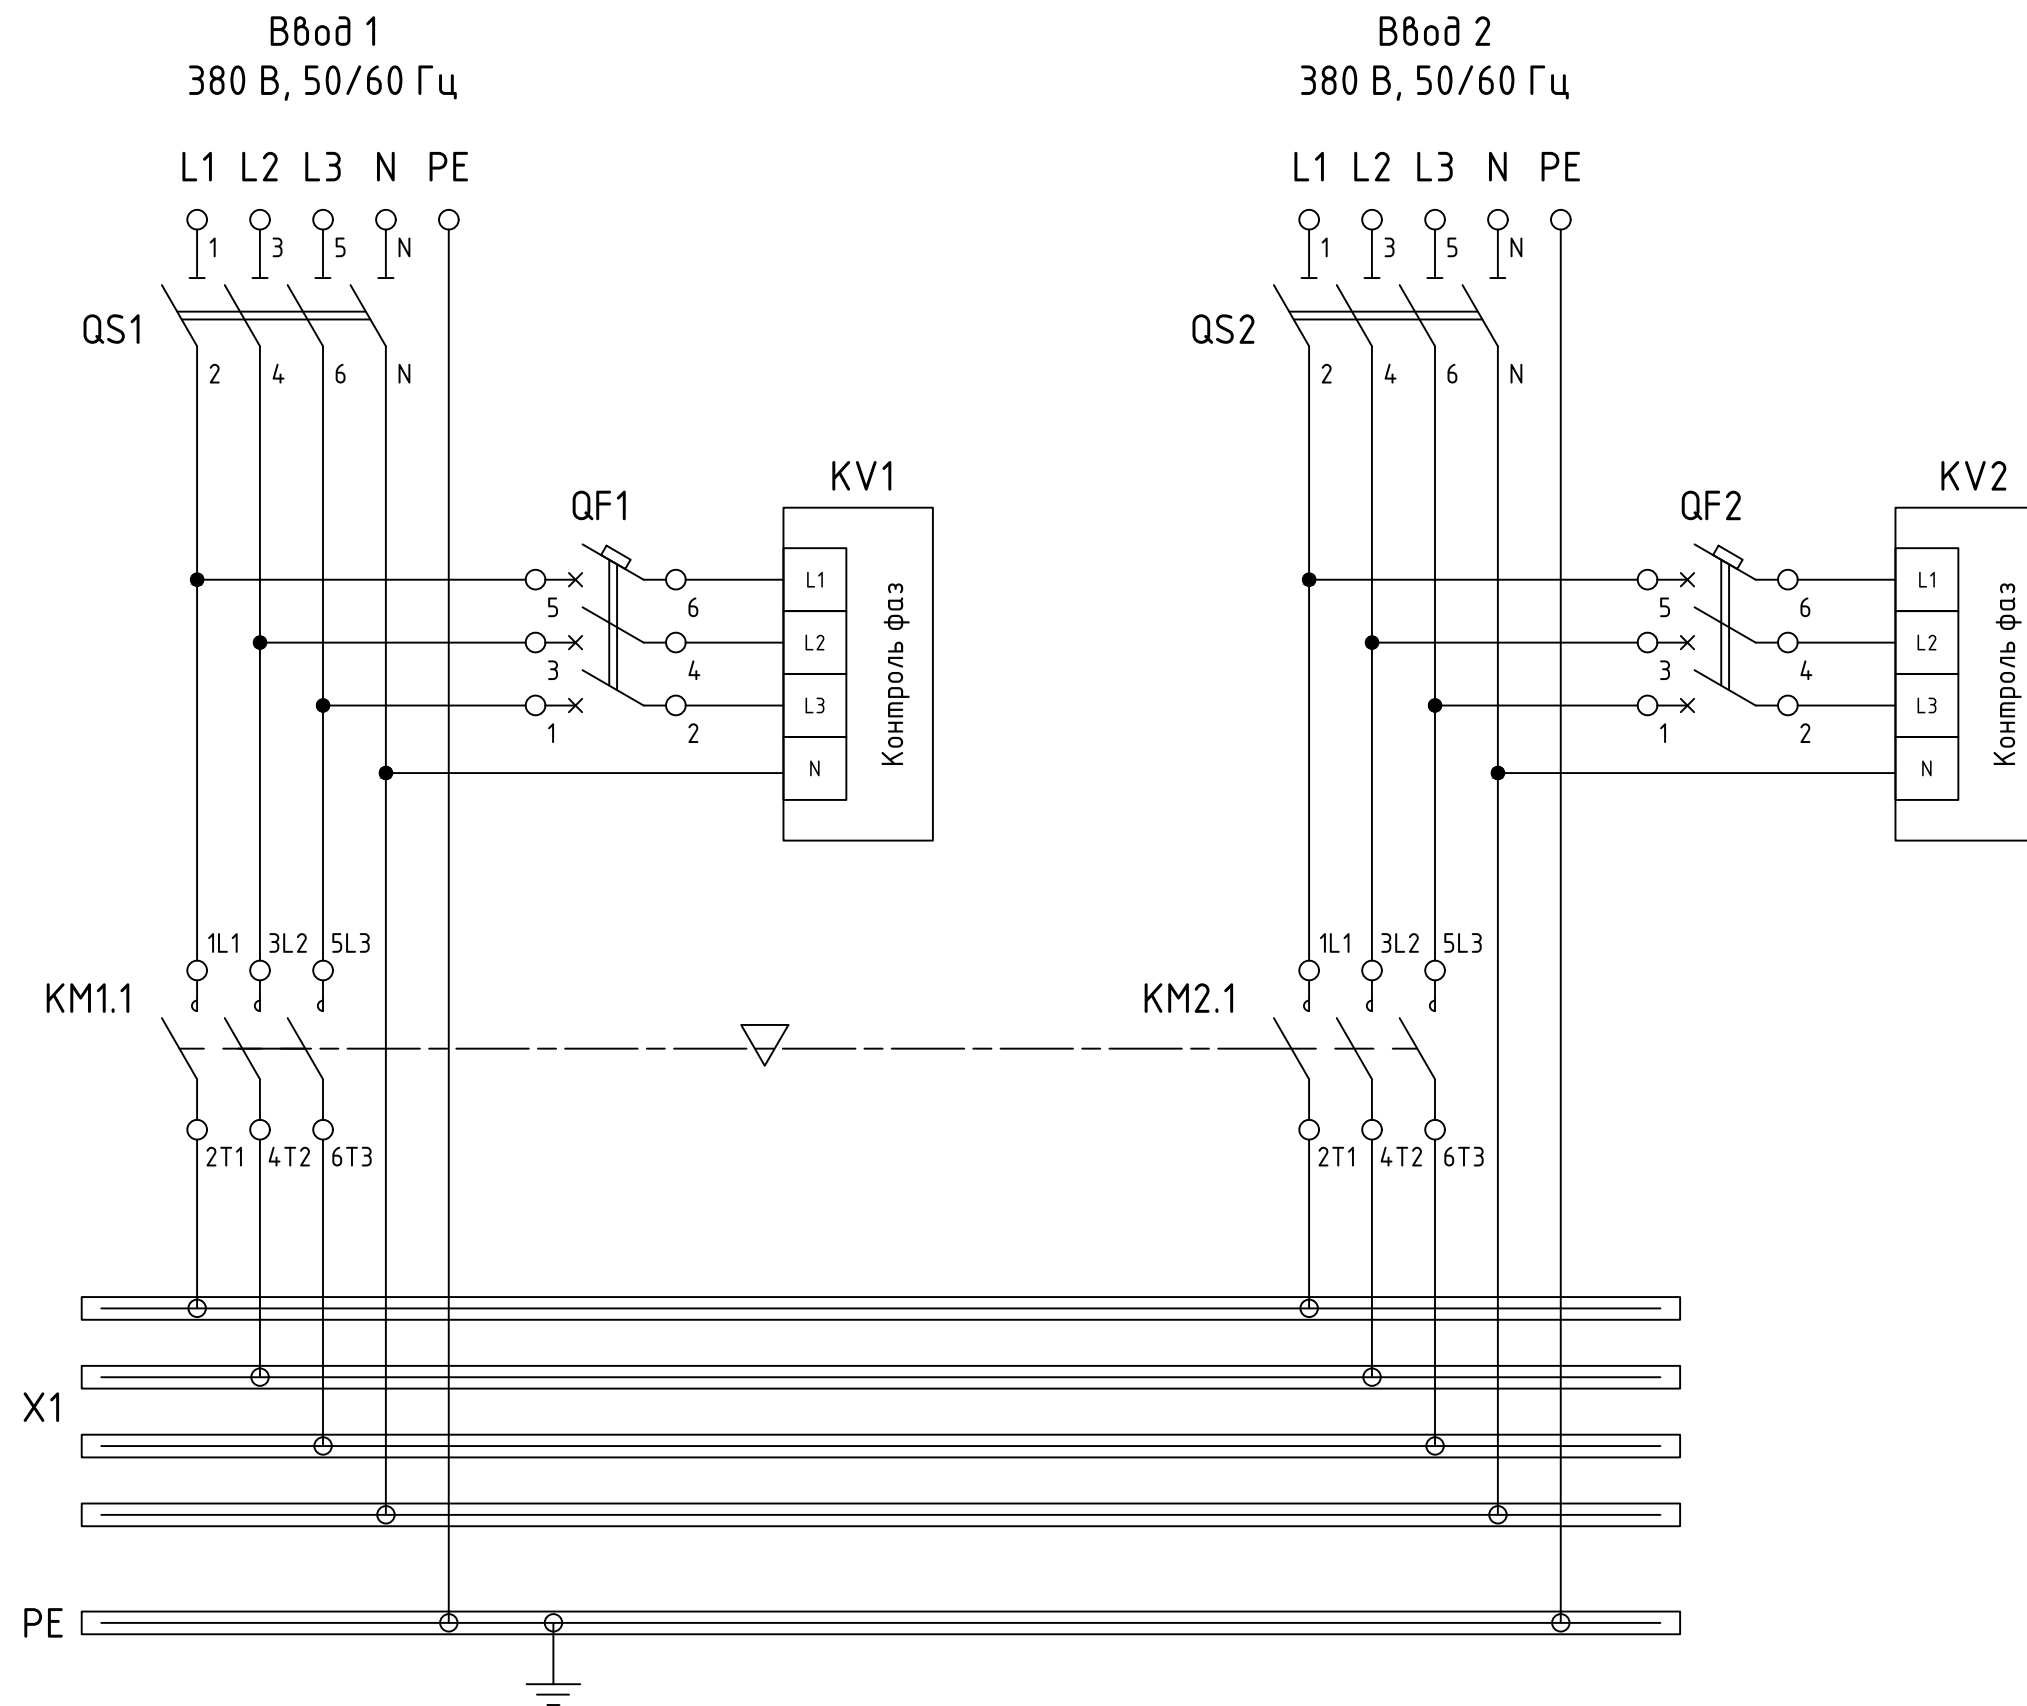 Ввод 1
380 В, 50/60 Гц
Ввод 2
380 В, 50/60 Гц
L1 L2 L3 N PE
L1 L2 L3 N PE
1 3 5 N
1 3 5 N
QS1
QS2
2 4 6 N
2 4 6 N
KV1
KV2
QF1
QF2
L1
5 6
L2
3 4
L3
1 2
N
Контроль фаз
L1
5 6
L2
3 4
L3
1 2
N
Контроль фаз
1L1 3L2 5L3
1L1 3L2 5L3
KM1.1
KM2.1
2T1 4T2 6T3
2T1 4T2 6T3
X1
PE